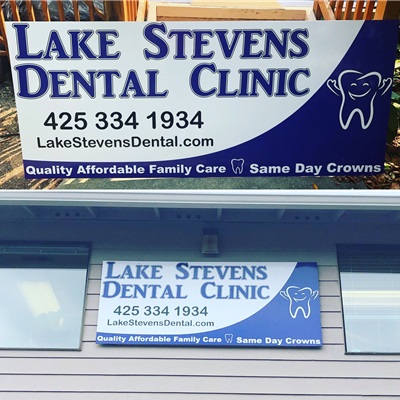 LAKE STEVENS
DENTAL CLINIC
425 334 1934
LakeStevensDental.com
Quality Affordable Family Care Same Day Crowns
LAKE STEVENS
DENTAL CLINIC
425 334 1934
LakeStevensDental.com
Quality Affordable Family Care Same Day Crowns